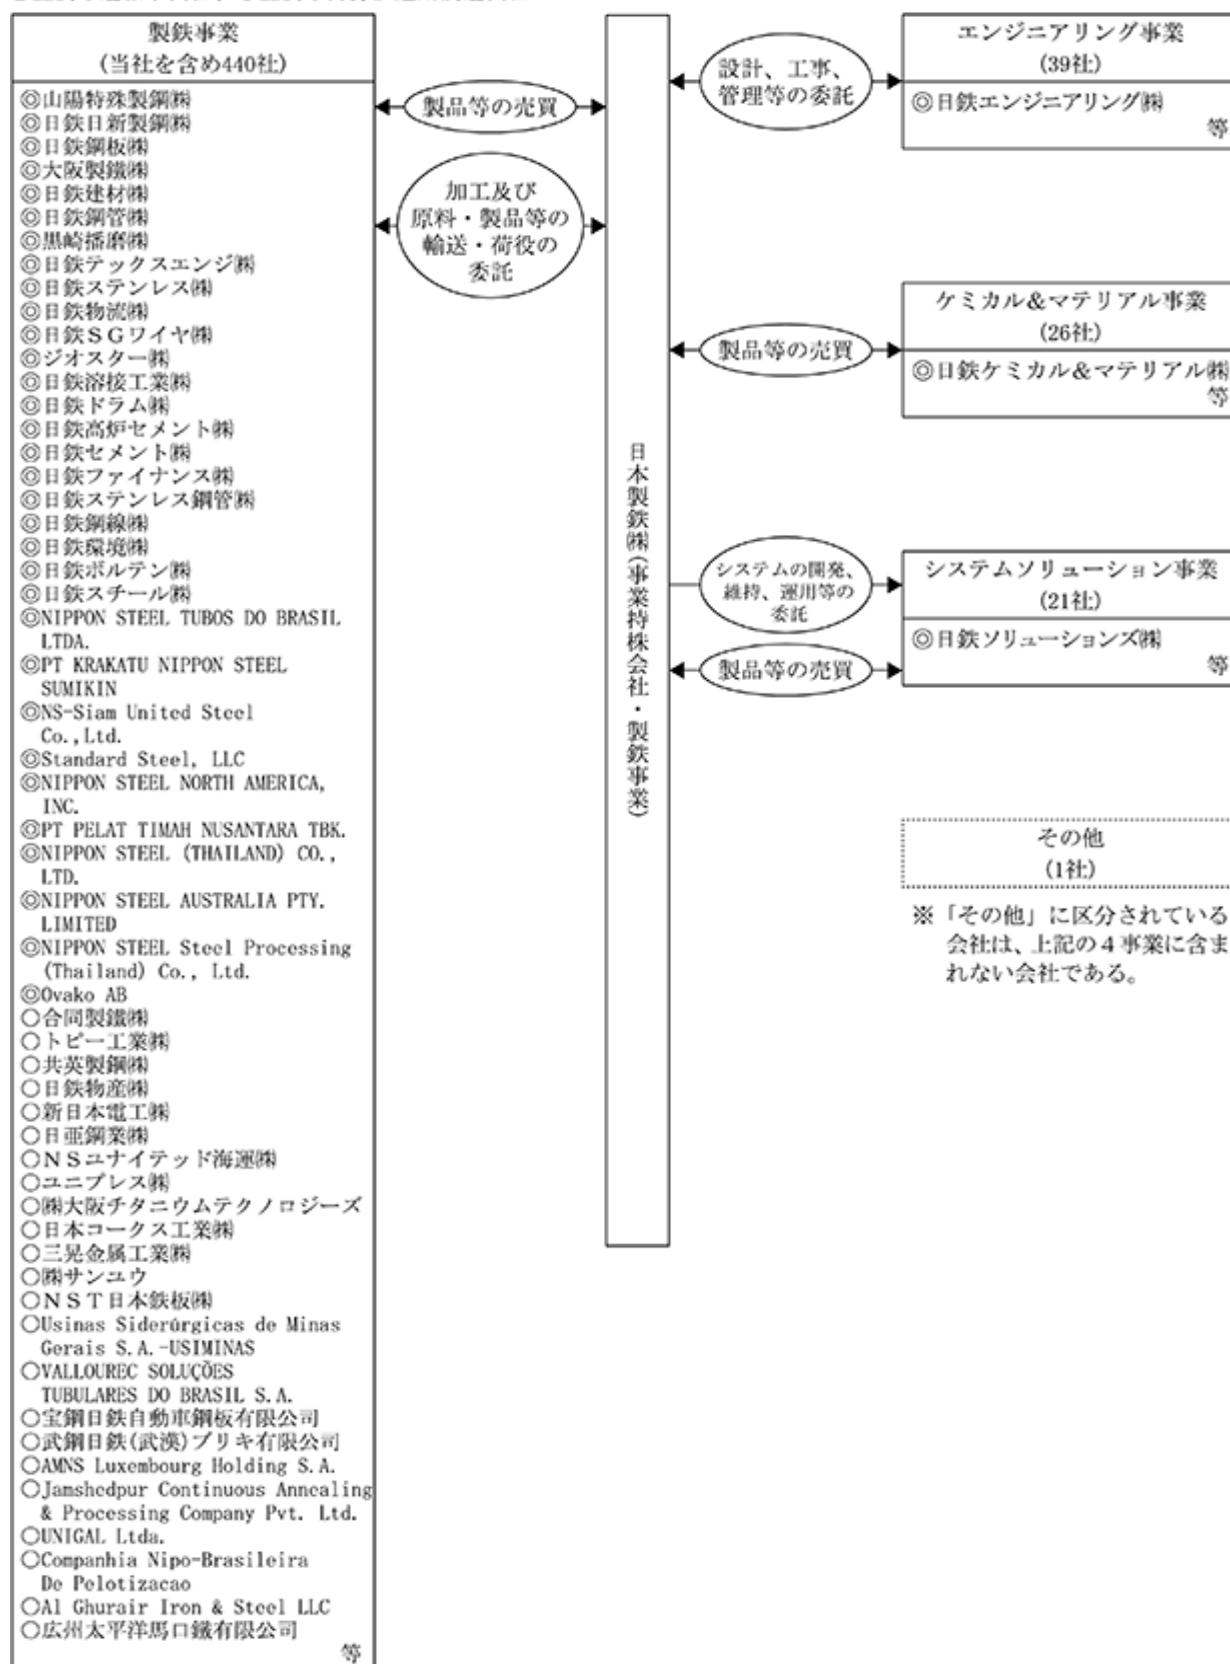 製鉄事業
(当社を含め440社)
◎山陽特殊製鋼㈱
◎日鉄日新製鋼㈱
◎日鉄鋼板㈱
◎大阪製鐵㈱
◎日鉄建材㈱
◎日鉄鋼管㈱
◎黒崎播磨㈱
◎日鉄テックスエンジ㈱
◎日鉄ステンレス㈱
◎日鉄物流㈱
◎日鉄SGワイヤ㈱
◎ジオスター㈱
◎日鉄溶接工業㈱
◎日鉄ドラム㈱
◎日鉄高炉セメント㈱
◎日鉄セメント㈱
◎日鉄ファイナンス㈱
◎日鉄ステンレス鋼管㈱
◎日鉄鋼線㈱
◎日鉄環境㈱
◎日鉄ボルテン㈱
◎日鉄スチール㈱
◎NIPPON STEEL TUBOS DO BRASIL
LTDA.
◎PT KRAKATU NIPPON STEEL
SUMIKIN
◎NS-Siam United Steel
Co.,Ltd.
◎Standard Steel, LLC
◎NIPPON STEEL NORTH AMERICA,
INC.
◎PT PELAT TIMAH NUSANTARA TBK.
◎NIPPON STEEL (THAILAND) CO.,
LTD.
◎NIPPON STEEL AUSTRALIA PTY.
LIMITED
◎NIPPON STEEL Steel Processing
(Thailand) Co., Ltd.
◎Ovako AB
○合同製鐵㈱
○トピー工業㈱
○共英製鋼㈱
○日鉄物産㈱
○新日本電工㈱
○日亜鋼業㈱
○NSユナイテッド海運㈱
○ユニプレス㈱
○㈱大阪チタニウムテクノロジーズ
○日本コークス工業㈱
○三晃金属工業㈱
○㈱サンユウ
○NST日本鉄板㈱
○Usinas Siderúrgicas de Minas
Gerais S.A.-USIMINAS
○VALLOUREC SOLUÇÕES
TUBULARES DO BRASIL S.A.
○宝鋼日鉄自動車鋼板有限公司
○武鋼日鉄(武漢)ブリキ有限公司
○AMNS Luxembourg Holding S.A.
○Jamshedpur Continuous Annealing
& Processing Company Pvt. Ltd.
○UNIGAL Ltda.
○Companhia Nipo-Brasileira
De Pelotizacao
○Al Ghurair Iron & Steel LLC
○広州太平洋馬口鐵有限公司
等
製品等の売買
加工及び
原料・製品等の
輸送・荷役の
委託
日本製鉄㈱(事業持株会社・製鉄事業)
設計、工事、
管理等の委託
エンジニアリング事業
(39社)
◎日鉄エンジニアリング㈱
等
製品等の売買
ケミカル&マテリアル事業
(26社)
◎日鉄ケミカル&マテリアル㈱
等
システムの開発、
維持、運用等の
委託
製品等の売買
システムソリューション事業
(21社)
◎日鉄ソリューションズ㈱
等
その他
(1社)
※「その他」に区分されている
会社は、上記の4事業に含ま
れない会社である。